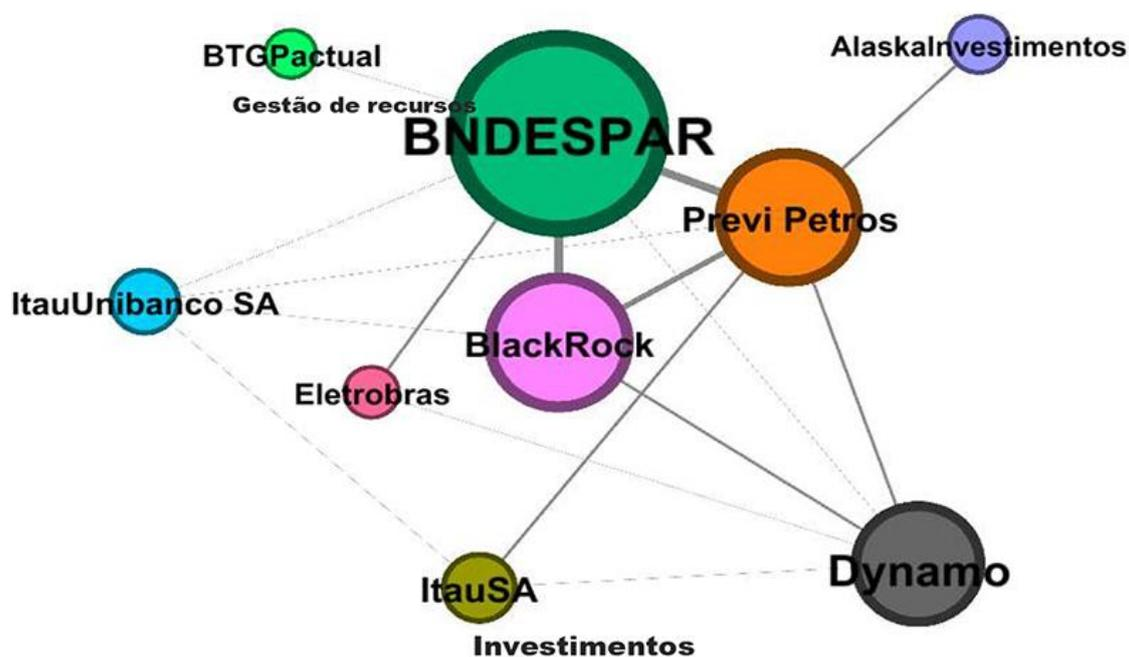 AlaskaInvestimentos
BTGPactual
Gestão de recursos
BNDESPAR
Previ Petros
ItauUnibanco SA
BlackRock
Eletrobras
Dynamo
ItauSA
Investimentos